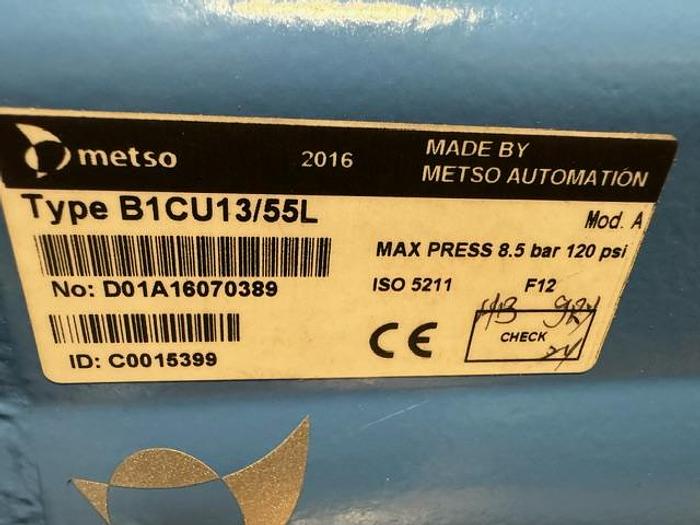 metso 2016 MADE BY
METSO AUTOMATION
Type B1CU13/55L
Mod. A
MAX PRESS 8.5 bar 120 psi
No: D01A16070389
ISO 5211 F12
CE
CHECK
ID: C0015399